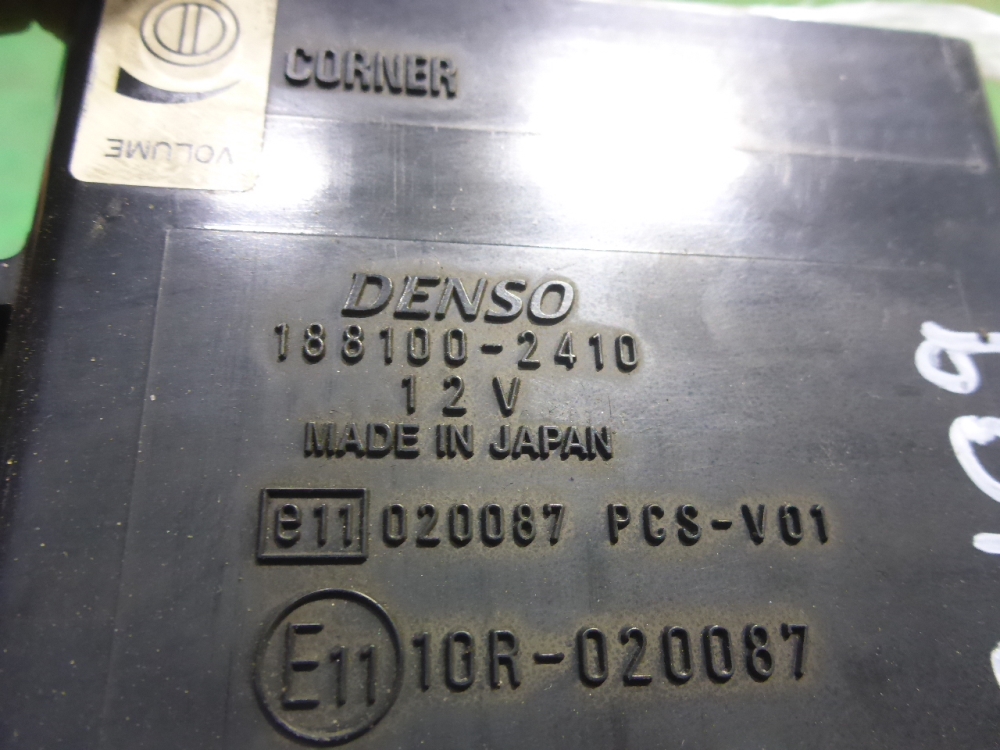 CORNER
VOLUME
DENSO
188100-2410
12V
MADE IN JAPAN
e11 020087 PCS-V01
E11 10R-020087